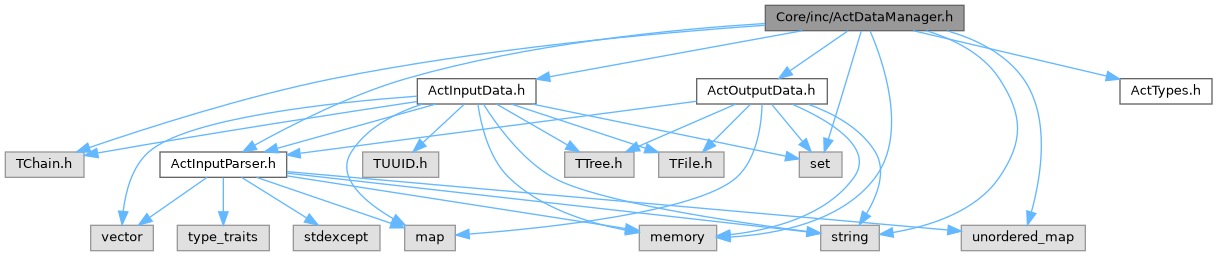 Core/inc/ActDataManager.h
ActInputData.h
ActOutputData.h
ActTypes.h
TChain.h
ActInputParser.h
TUUID.h
TTree.h
TFile.h
set
vector
type_traits
stdexcept
map
memory
string
unordered_map